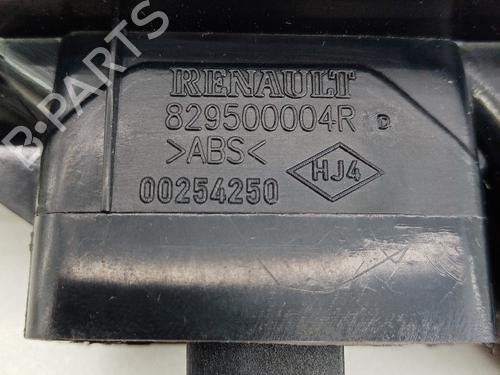 RENAULT
829500004R D
>ABS<
HJ4
00254250
B-PARTS